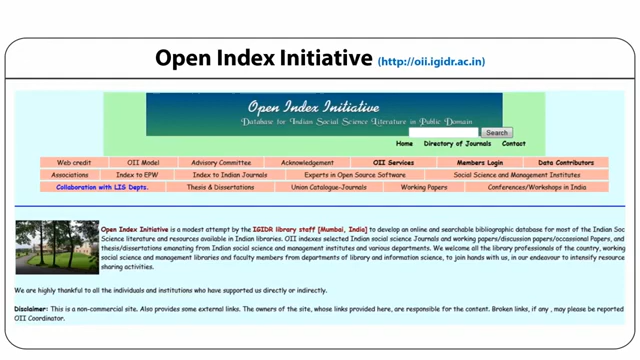 Open Index Initiative (http://oii.igidr.ac.in)
Open Index Initiative
Database for Indian Social Science Literature in Public Domain
Search
Home Directory of Journals Contact
Web credit OII Model Advisory Committee Acknowledgement OII Services Members Login Data Contributors
Associations Index to EPW Index to Indian Journals Experts in Open Source Software Social Science and Management Institutes
Collaboration with LIS Depts. Thesis & Dissertations Union Catalogue-Journals Working Papers Conferences/Workshops in India
Open Index Initiative is a modest attempt by the IGIDR library staff [Mumbai, India] to develop an online and searchable bibliographic database for most of the Indian Soc
Science literature and resources available in Indian libraries. OII indexes selected Indian social science Journals and working papers/discussion papers/occassional Papers, and
thesis/dissertations emanating from Indian social science and management institutes and various departments. We welcome all the library professionals of the country, working
social science and management libraries and faculty members from departments of library and information science, to join hands with us, in our endeavour to intensify resource
sharing activities.
We are highly thankful to all the individuals and institutions who have supported us directly or indirectly.
Disclaimer: This is a non-commercial site. Also provides some external links. The owners of the site, whose links provided here, are responsible for the content. Broken links, if any , may be reported
OII Coordinator.